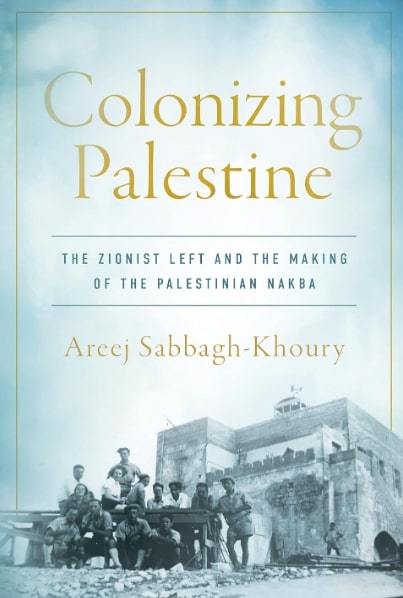 Colonizing
Palestine
THE ZIONIST LEFT AND THE MAKING
OF THE PALESTINIAN NAKBA
Areej Sabbagh-Khoury